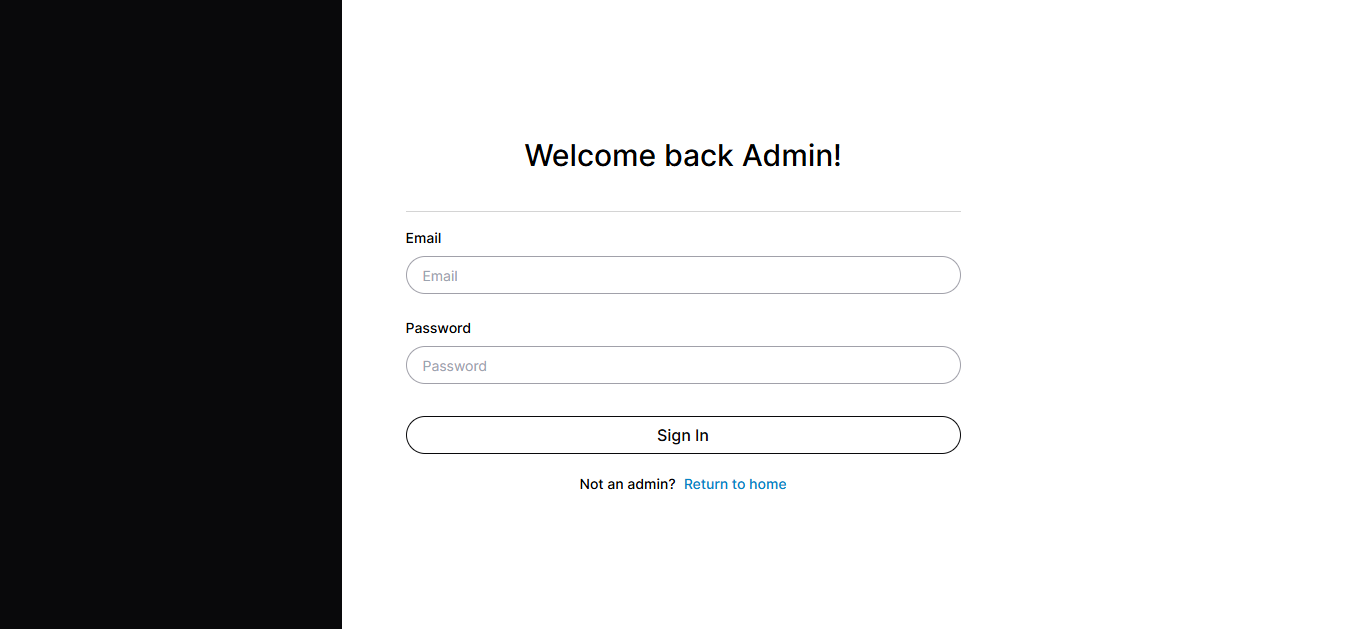 Welcome back Admin!
Email
Email
Password
Password
Sign In
Not an admin? Return to home